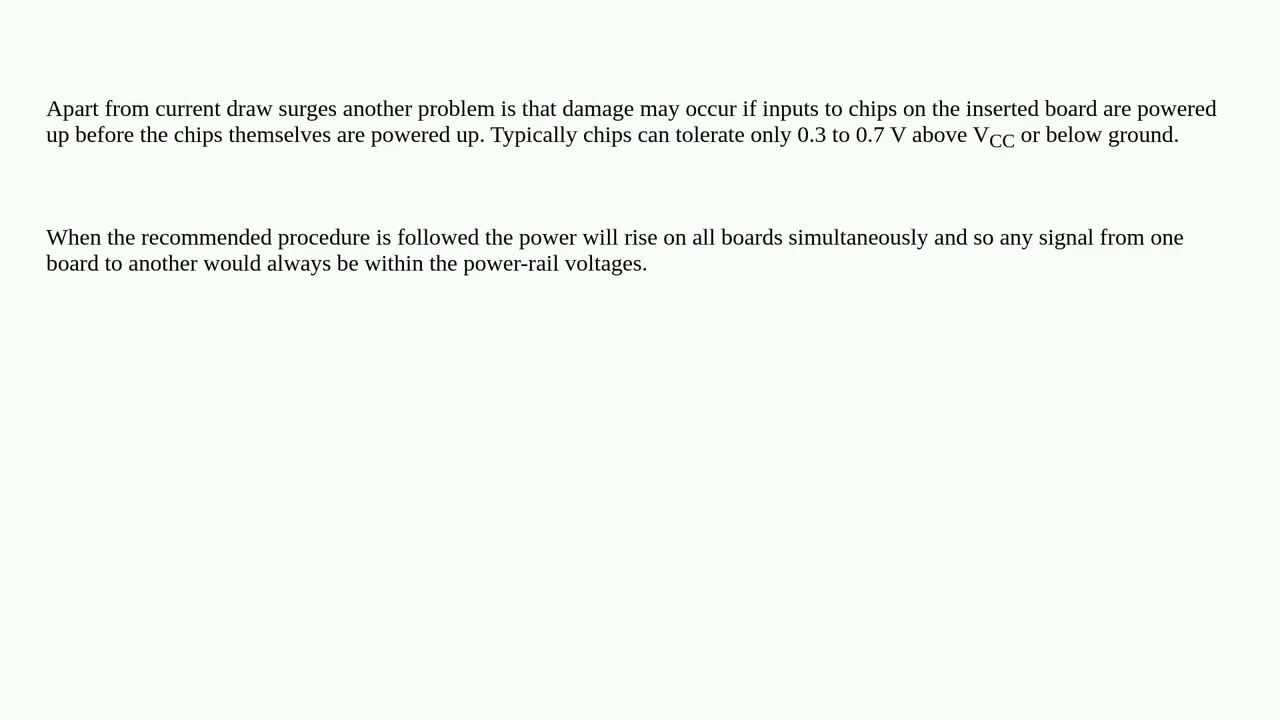 Apart from current draw surges another problem is that damage may occur if inputs to chips on the inserted board are powered
up before the chips themselves are powered up. Typically chips can tolerate only 0.3 to 0.7 V above VCC or below ground.
When the recommended procedure is followed the power will rise on all boards simultaneously and so any signal from one
board to another would always be within the power-rail voltages.